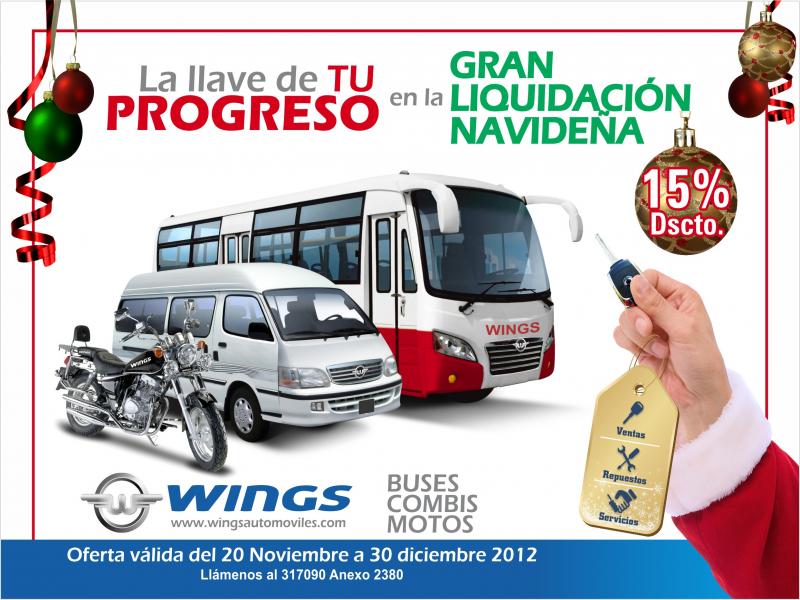 La llave de TU
PROGRESO
en la
GRAN
LIQUIDACIÓN
NAVIDEÑA
15%
Dscto.
WINGS
WINGS
Ventas
Repuestos
Servicios
WINGS
www.wingsautomoviles.com
BUSES
COMBIS
MOTOS
Oferta válida del 20 Noviembre a 30 diciembre 2012
Llámenos al 317090 Anexo 2380